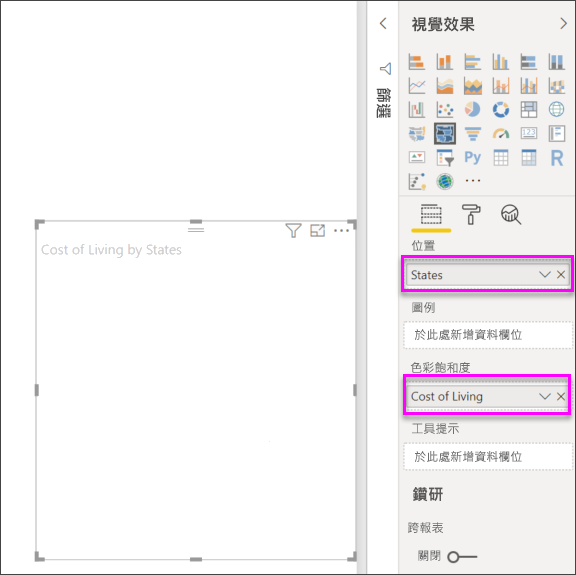 視覺效果
篩選
123
Py
R
Cost of Living by States
位置
States
圖例
於此處新增資料欄位
色彩飽和度
Cost of Living
工具提示
於此處新增資料欄位
鑽研
跨報表
關閉